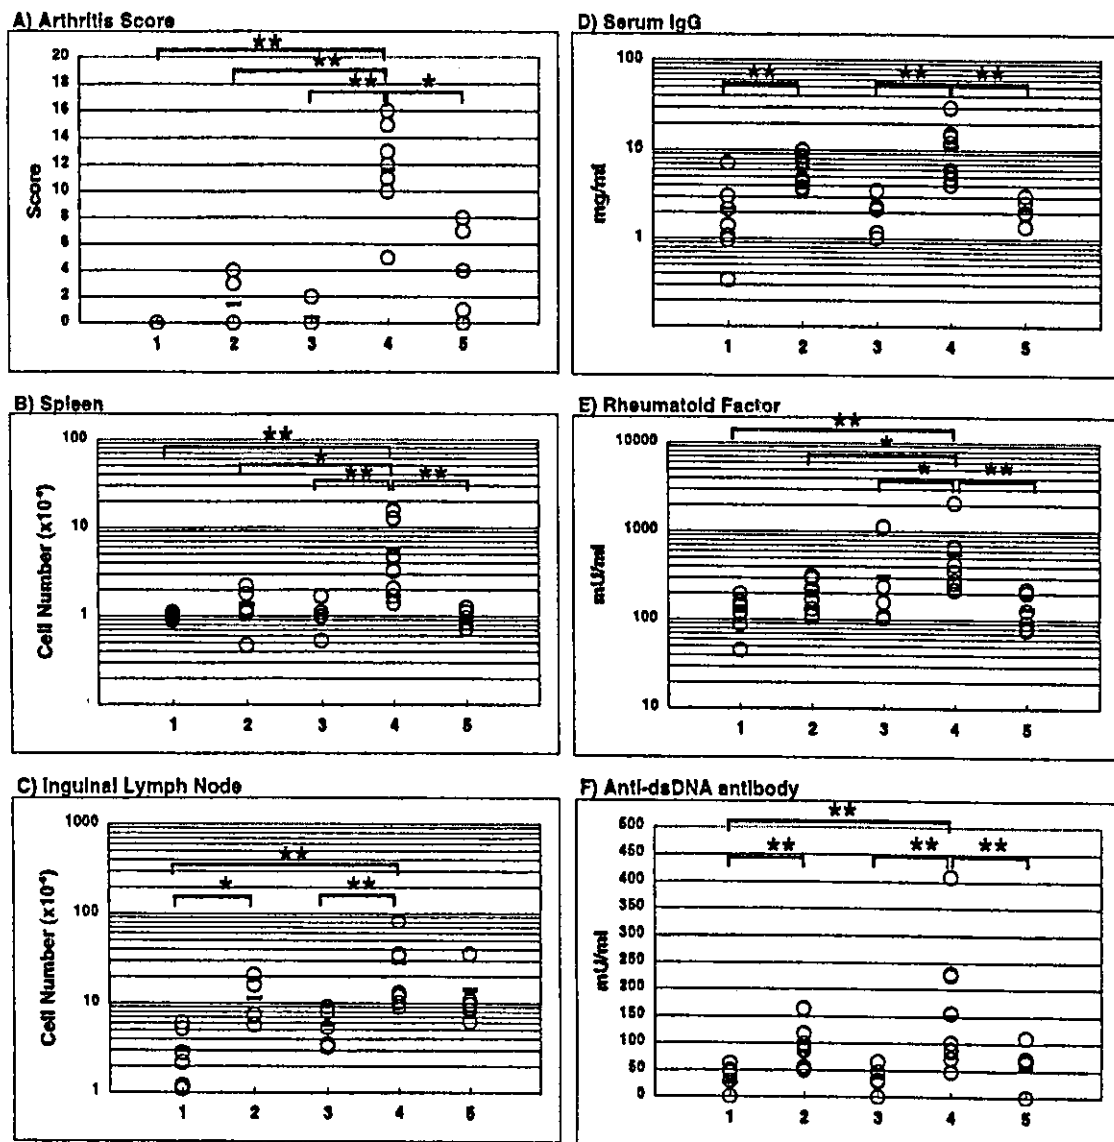 A) Arthritis Score
** 
**
** *
20
18
16
14
12
10
8
6
4
2
0
Score
1 2 3 4 5
B) Spleen
**
*
** **
100
10
1
Cell Number (x10⁻⁶)
1 2 3 4 5
C) Inguinal Lymph Node
**
* **
1000
100
10
1
Cell Number (x10⁻⁶)
1 2 3 4 5
D) Serum IgG
** ** **
100
10
1
mg/ml
1 2 3 4 5
E) Rheumatoid Factor
**
*
* **
10000
1000
100
10
mU/ml
1 2 3 4 5
F) Anti-dsDNA antibody
**
** ** **
500
450
400
350
300
250
200
150
100
50
0
mU/ml
1 2 3 4 5